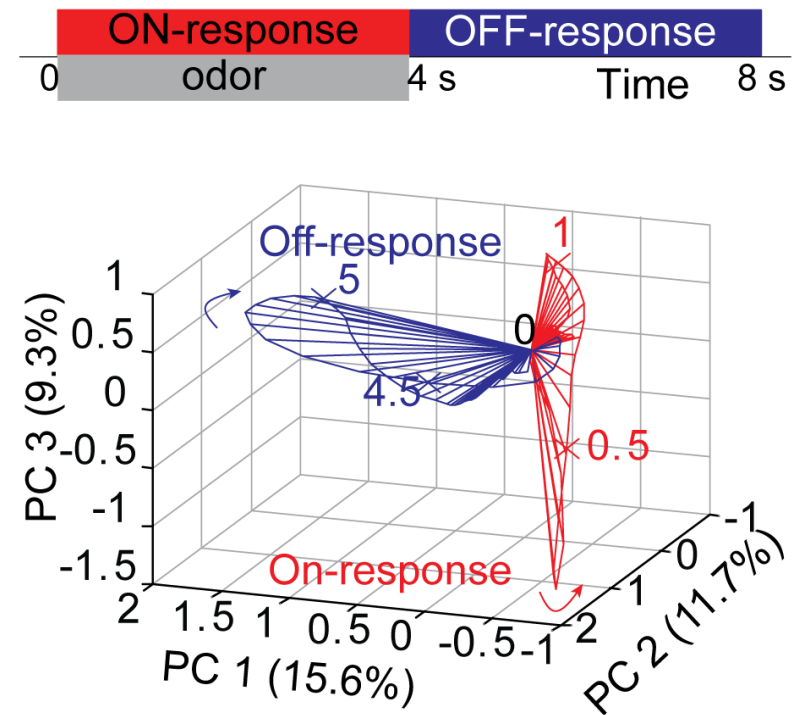 ON-response OFF-response
odor
0 4 s Time 8 s
Off-response
1
5
0
4.5
0.5
On-response
PC 3 (9.3%)
1
0.5
0
-0.5
-1
-1.5
2 1.5 1 0.5 0 -0.5 -1
PC 1 (15.6%)
2 1 0 -1
PC 2 (11.7%)